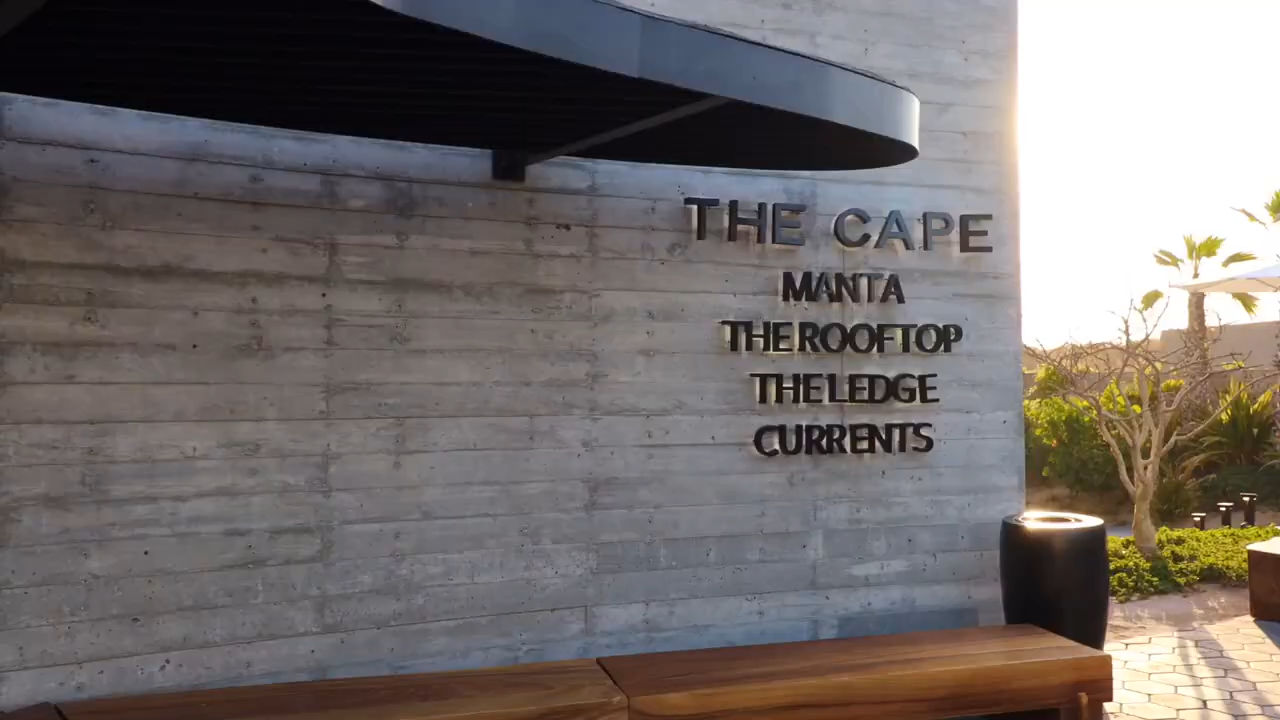 THE CAPE
MANTA
THE ROOFTOP
THE LEDGE
CURRENTS